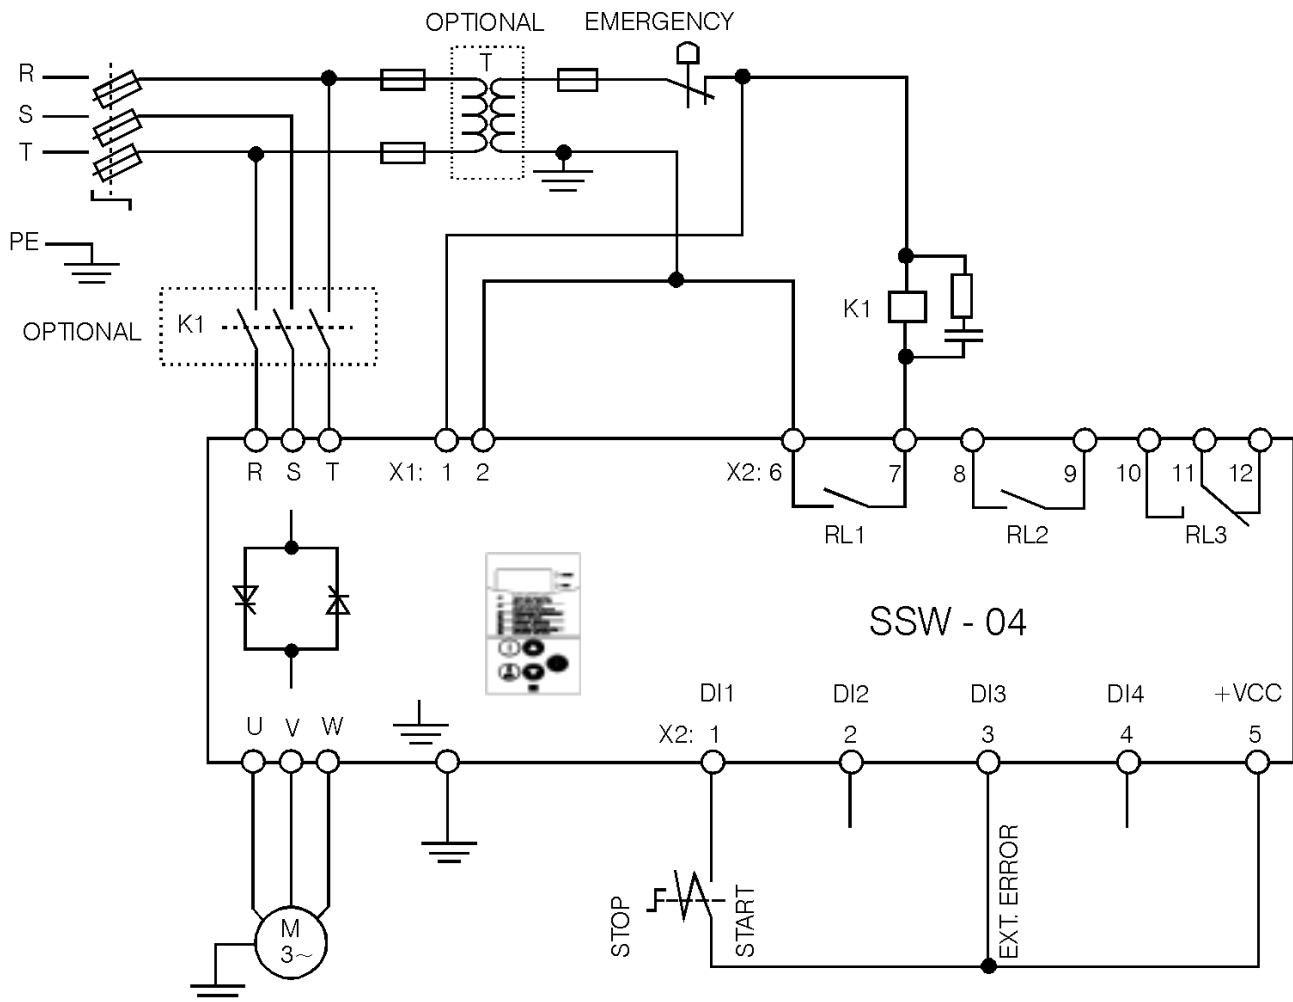 OPTIONAL
EMERGENCY
T
R
S
T
PE
OPTIONAL
K1
K1
R S T X1: 1 2
X2: 6 7 8 9 10 11 12
RL1
RL2
RL3
SSW - 04
DI1 DI2 DI3 DI4 +VCC
U V W
X2: 1 2 3 4 5
STOP
START
EXT. ERROR
M
3~